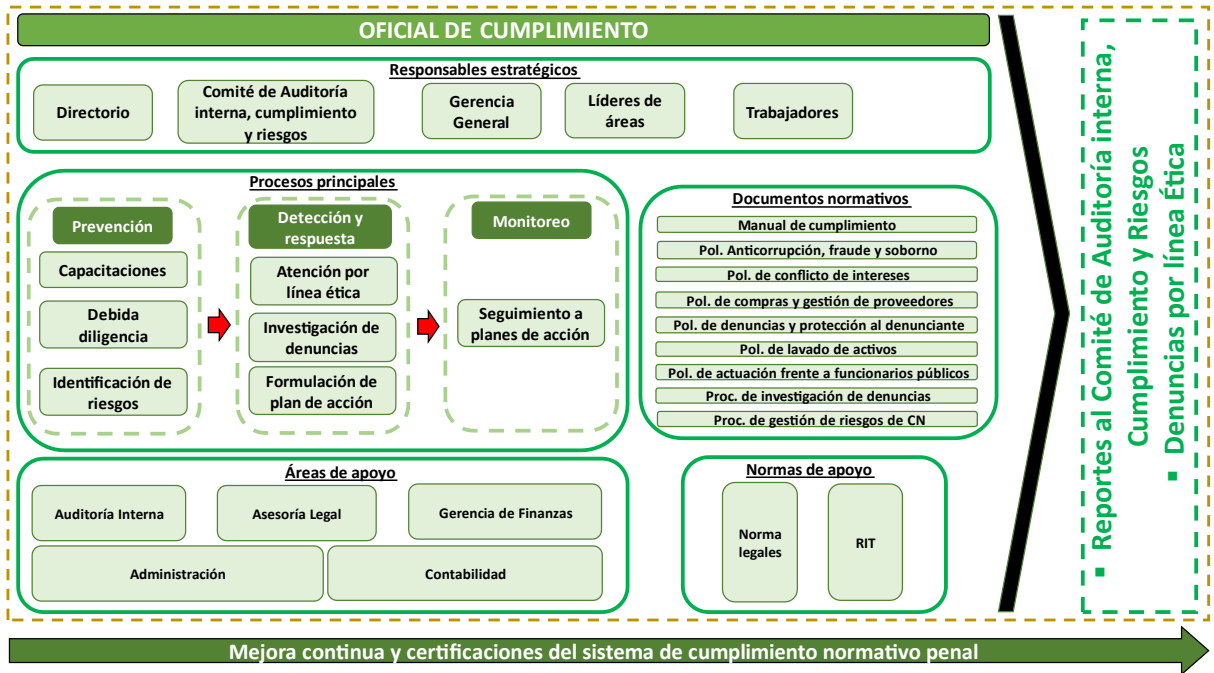 OFICIAL DE CUMPLIMIENTO
Responsables estratégicos
Directorio
Comité de Auditoría
interna, cumplimiento
y riesgos
Gerencia
General
Líderes de
áreas
Trabajadores
Procesos principales
Prevención
Capacitaciones
Debida
diligencia
Identificación de
riesgos
Detección y
respuesta
Atención por
línea ética
Investigación de
denuncias
Formulación de
plan de acción
Monitoreo
Seguimiento a
planes de acción
Documentos normativos
Manual de cumplimiento
Pol. Anticorrupción, fraude y soborno
Pol. de conflicto de intereses
Pol. de compras y gestión de proveedores
Pol. de denuncias y protección al denunciante
Pol. de lavado de activos
Pol. de actuación frente a funcionarios públicos
Proc. de investigación de denuncias
Proc. de gestión de riesgos de CN
Áreas de apoyo
Auditoría Interna
Asesoría Legal
Gerencia de Finanzas
Administración
Contabilidad
Normas de apoyo
Norma
legales
RIT
▪ Reportes al Comité de Auditoría interna,
Cumplimiento y Riesgos
▪ Denuncias por línea Ética
Mejora continua y certificaciones del sistema de cumplimiento normativo penal